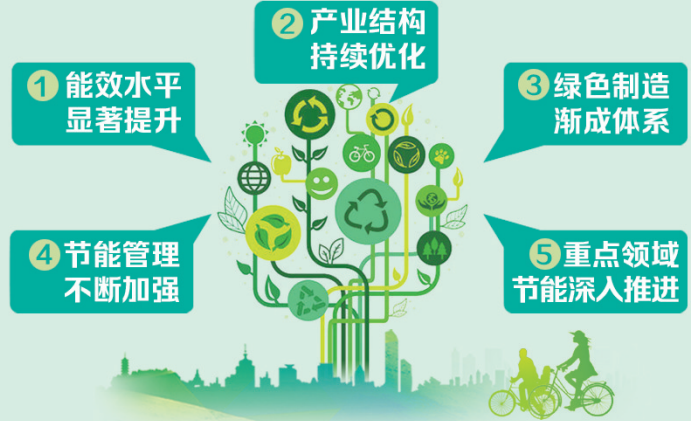 1 能效水平
显著提升
2 产业结构
持续优化
3 绿色制造
渐成体系
4 节能管理
不断加强
5 重点领域
节能深入推进